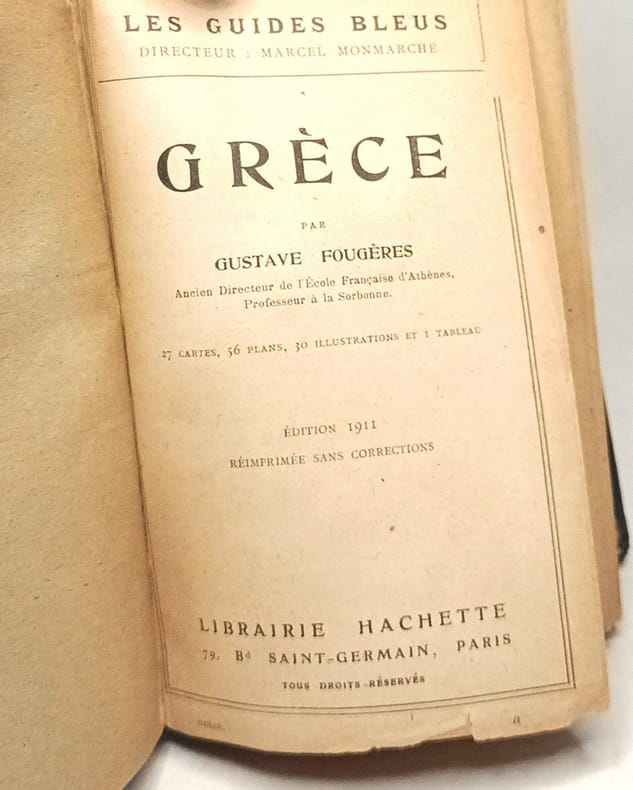 LES GUIDES BLEUS
DIRECTEUR : MARCEL MONMARCHÉ
GRÈCE
PAR
GUSTAVE FOUGÈRES
Ancien Directeur de l'École Française d'Athènes,
Professeur à la Sorbonne.
27 CARTES, 56 PLANS, 30 ILLUSTRATIONS ET 1 TABLEAU
ÉDITION 1911
RÉIMPRIMÉE SANS CORRECTIONS
LIBRAIRIE HACHETTE
79, Bd SAINT-GERMAIN, PARIS
TOUS DROITS RÉSERVÉS
GRÈCE.
a